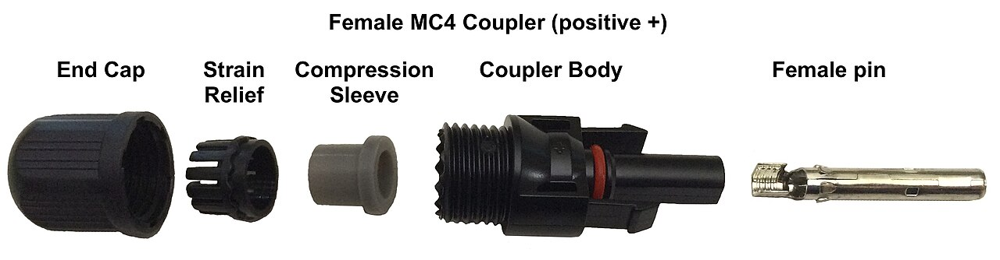 Female MC4 Coupler (positive +)
End Cap
Strain
Relief
Compression
Sleeve
Coupler Body
Female pin
+